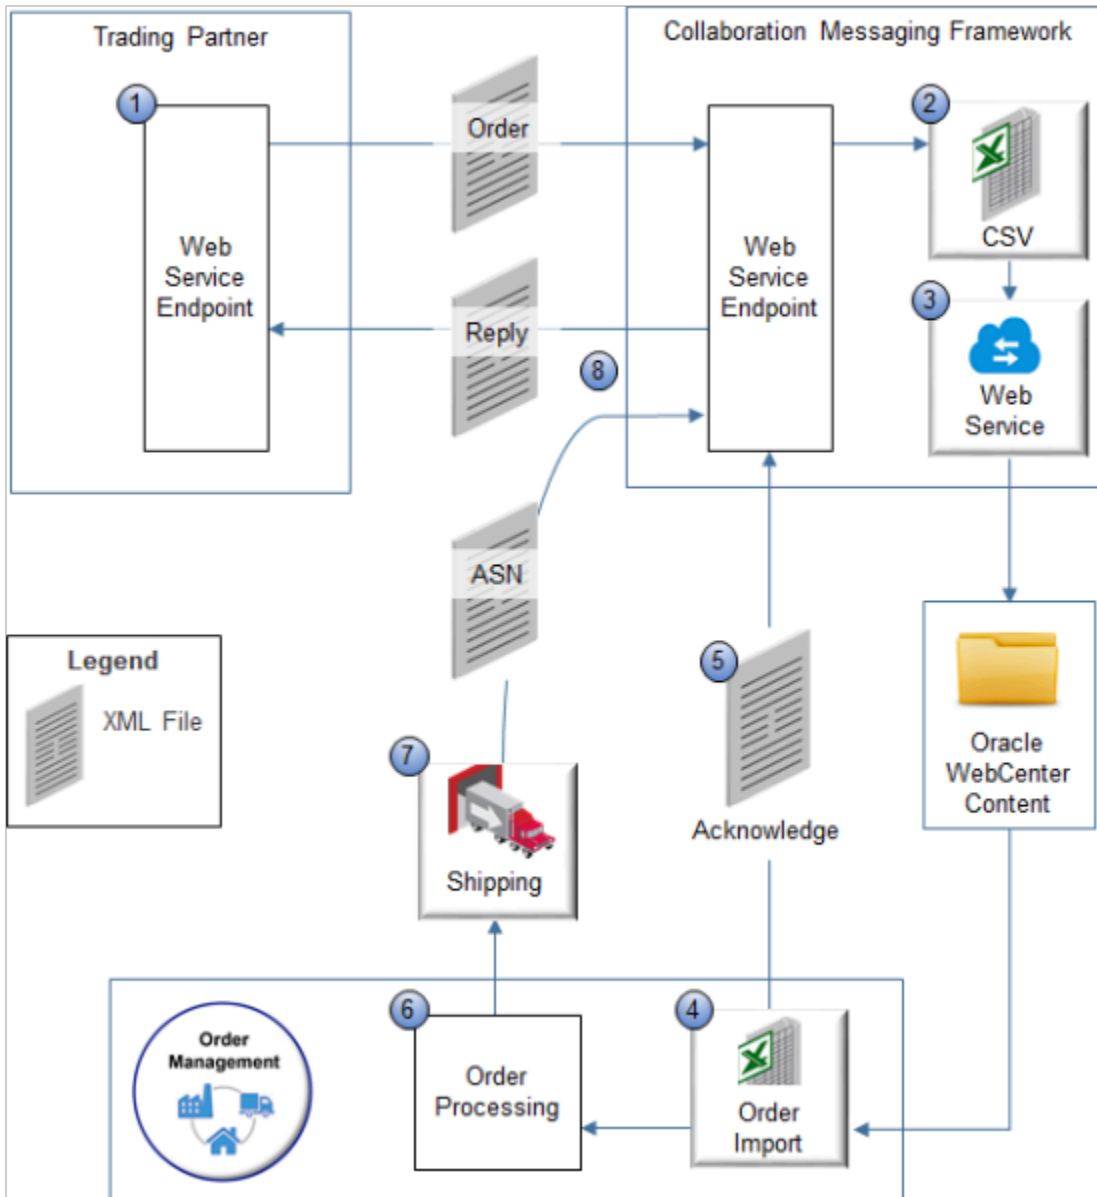 Trading Partner
Collaboration Messaging Framework
1
Order
2
CSV
Web
Service
Endpoint
Web
Service
Endpoint
3
Reply
8
Web
Service
ASN
Legend
XML File
5
Acknowledge
Oracle
WebCenter
Content
7
Shipping
6
4
Order
Management
Order
Processing
Order
Import